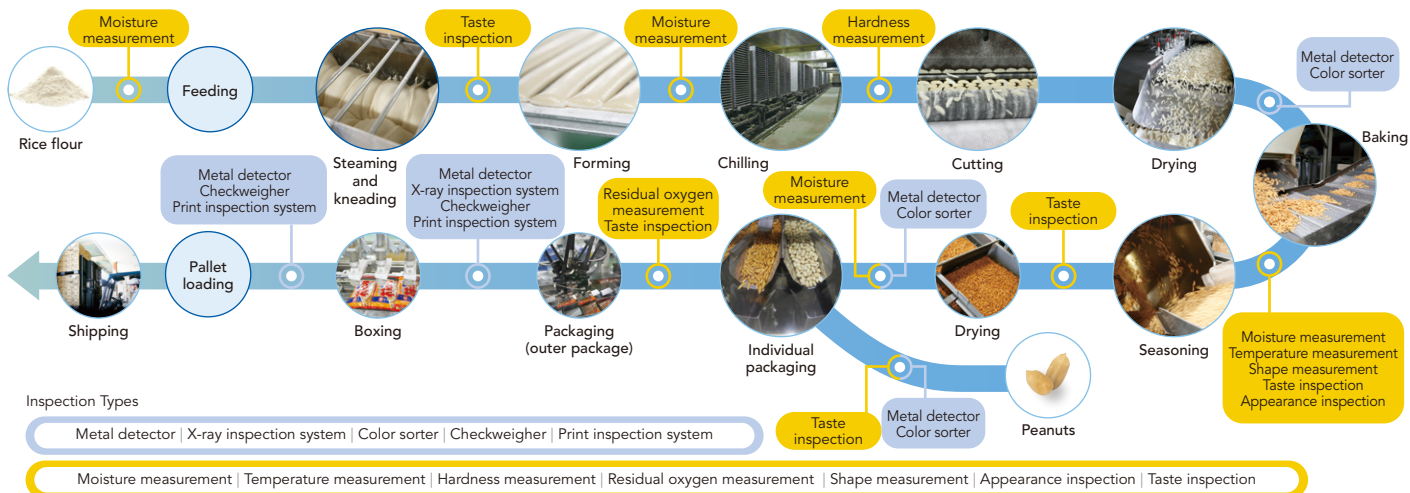 Moisture
measurement
Taste
inspection
Moisture
measurement
Hardness
measurement
Metal detector
Color sorter
Feeding
Rice flour
Steaming
and
kneading
Forming
Chilling
Cutting
Drying
Baking
Metal detector
Checkweigher
Print inspection system
Metal detector
X-ray inspection system
Checkweigher
Print inspection system
Residual oxygen
measurement
Taste inspection
Moisture
measurement
Metal detector
Color sorter
Taste
inspection
Pallet
loading
Shipping
Boxing
Packaging
(outer package)
Individual
packaging
Drying
Seasoning
Moisture measurement
Temperature measurement
Shape measurement
Taste inspection
Appearance inspection
Taste
inspection
Metal detector
Color sorter
Peanuts
Inspection Types
Metal detector | X-ray inspection system | Color sorter | Checkweigher | Print inspection system
Moisture measurement | Temperature measurement | Hardness measurement | Residual oxygen measurement | Shape measurement | Appearance inspection | Taste inspection